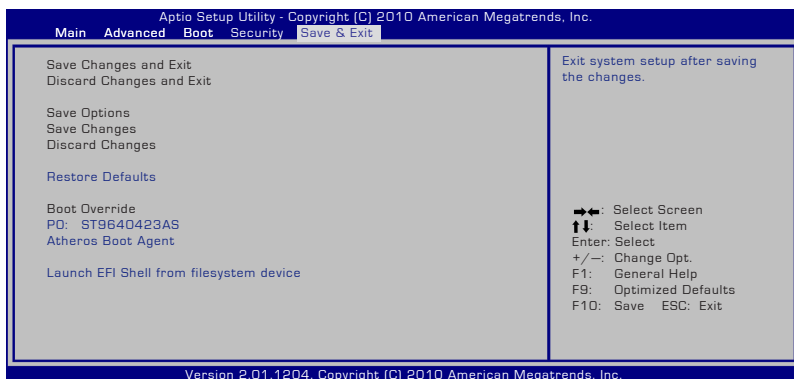 Aptio Setup Utility - Copyright (C) 2010 American Megatrends, Inc.
Main Advanced Boot Security Save & Exit
Save Changes and Exit
Discard Changes and Exit
Save Options
Save Changes
Discard Changes
Restore Defaults
Boot Override
P0: ST9640423AS
Atheros Boot Agent
Launch EFI Shell from filesystem device
Exit system setup after saving
the changes.
→←: Select Screen
↑↓: Select Item
Enter: Select
+/—: Change Opt.
F1: General Help
F9: Optimized Defaults
F10: Save ESC: Exit
Version 2.01.1204. Copyright (C) 2010 American Megatrends, Inc.